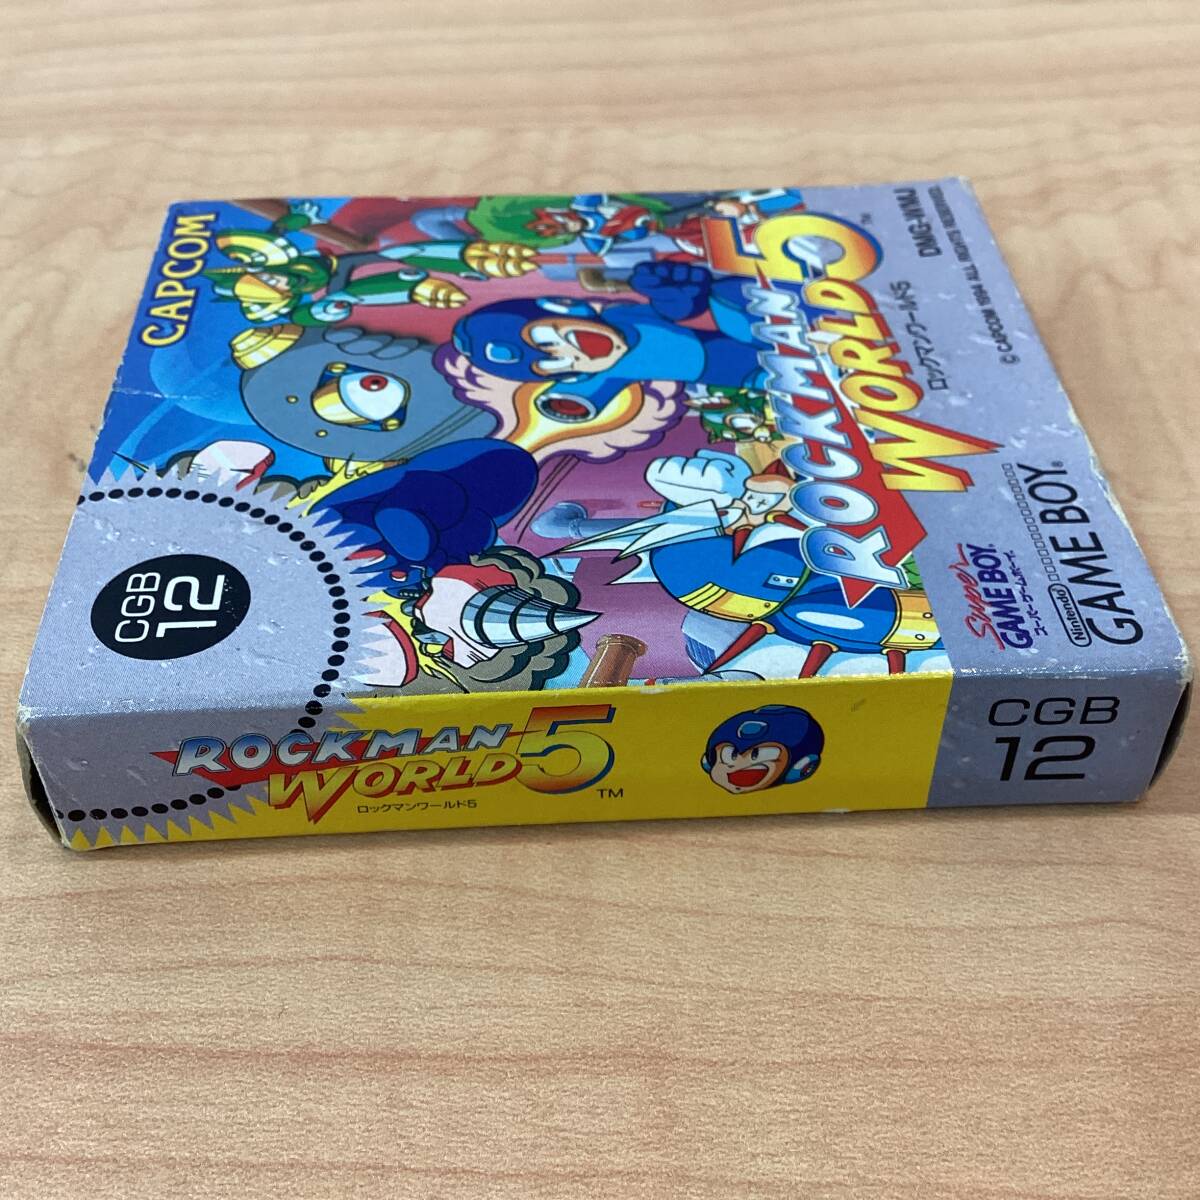 CAPCOM
CGB
12
ROCKMAN
WORLD 5
™
ロックマンワールド5
DMG-WMJ
© CAPCOM 1994 ALL RIGHTS RESERVED.
Super
GAME BOY.
スーパーゲームボーイ
Nintendo
GAME BOY®
ROCKMAN
WORLD 5
TM
ロックマンワールド5
CGB
12